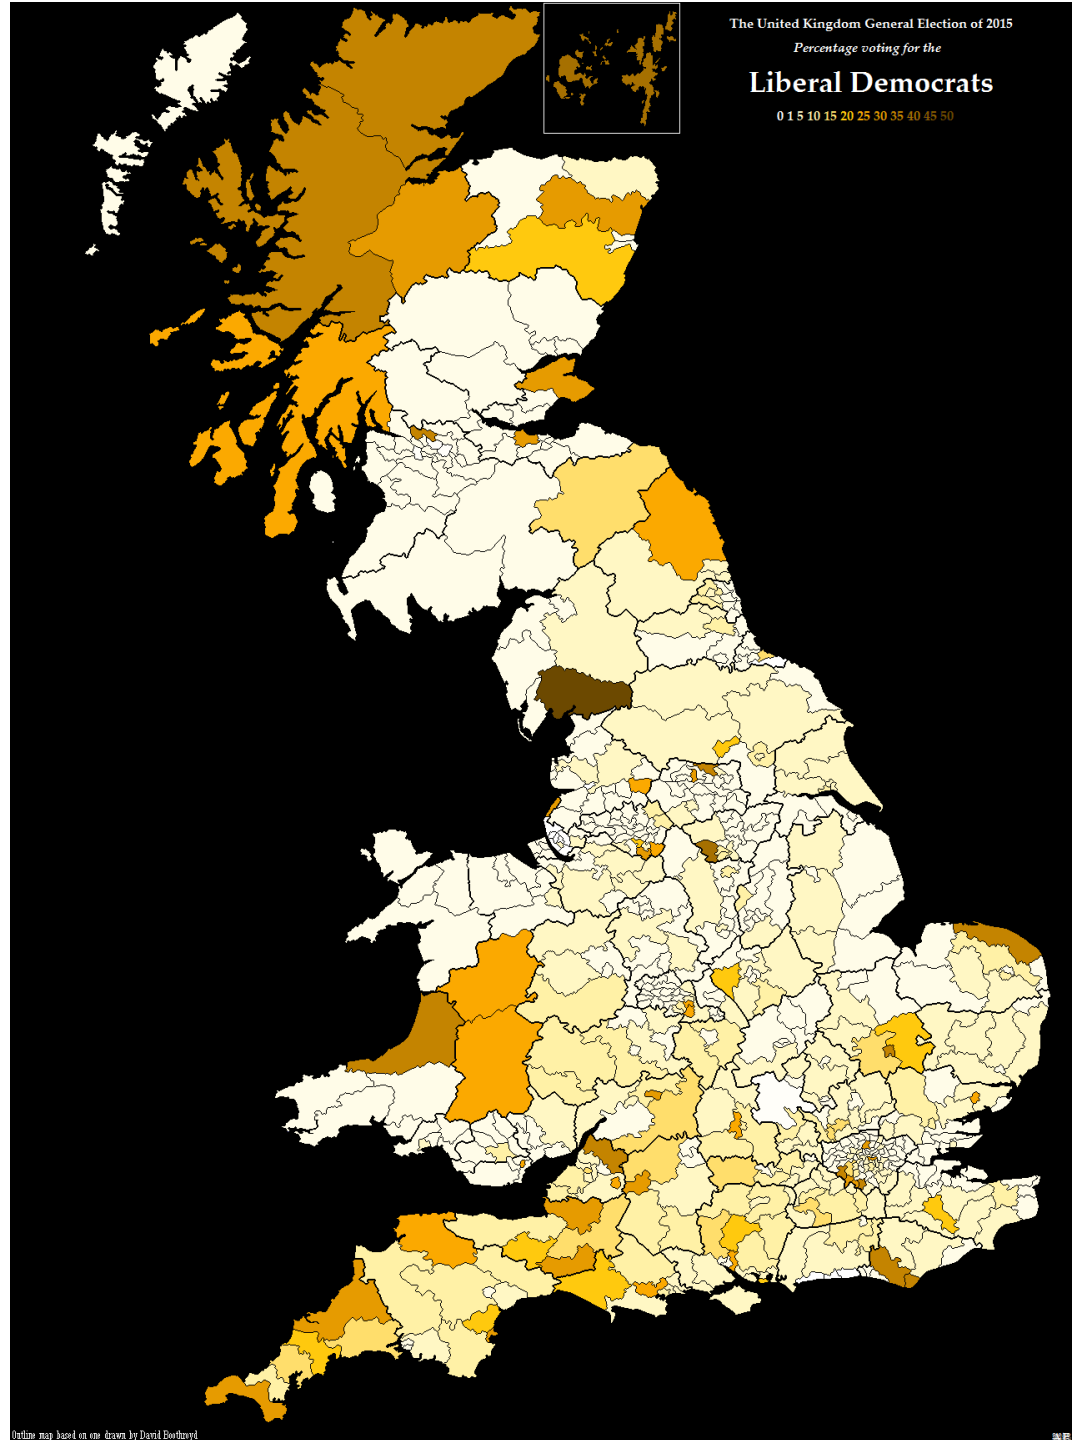 The United Kingdom General Election of 2015
Percentage voting for the
Liberal Democrats
0 1 5 10 15 20 25 30 35 40 45 50
Outline map based on one drawn by David Boothroyd